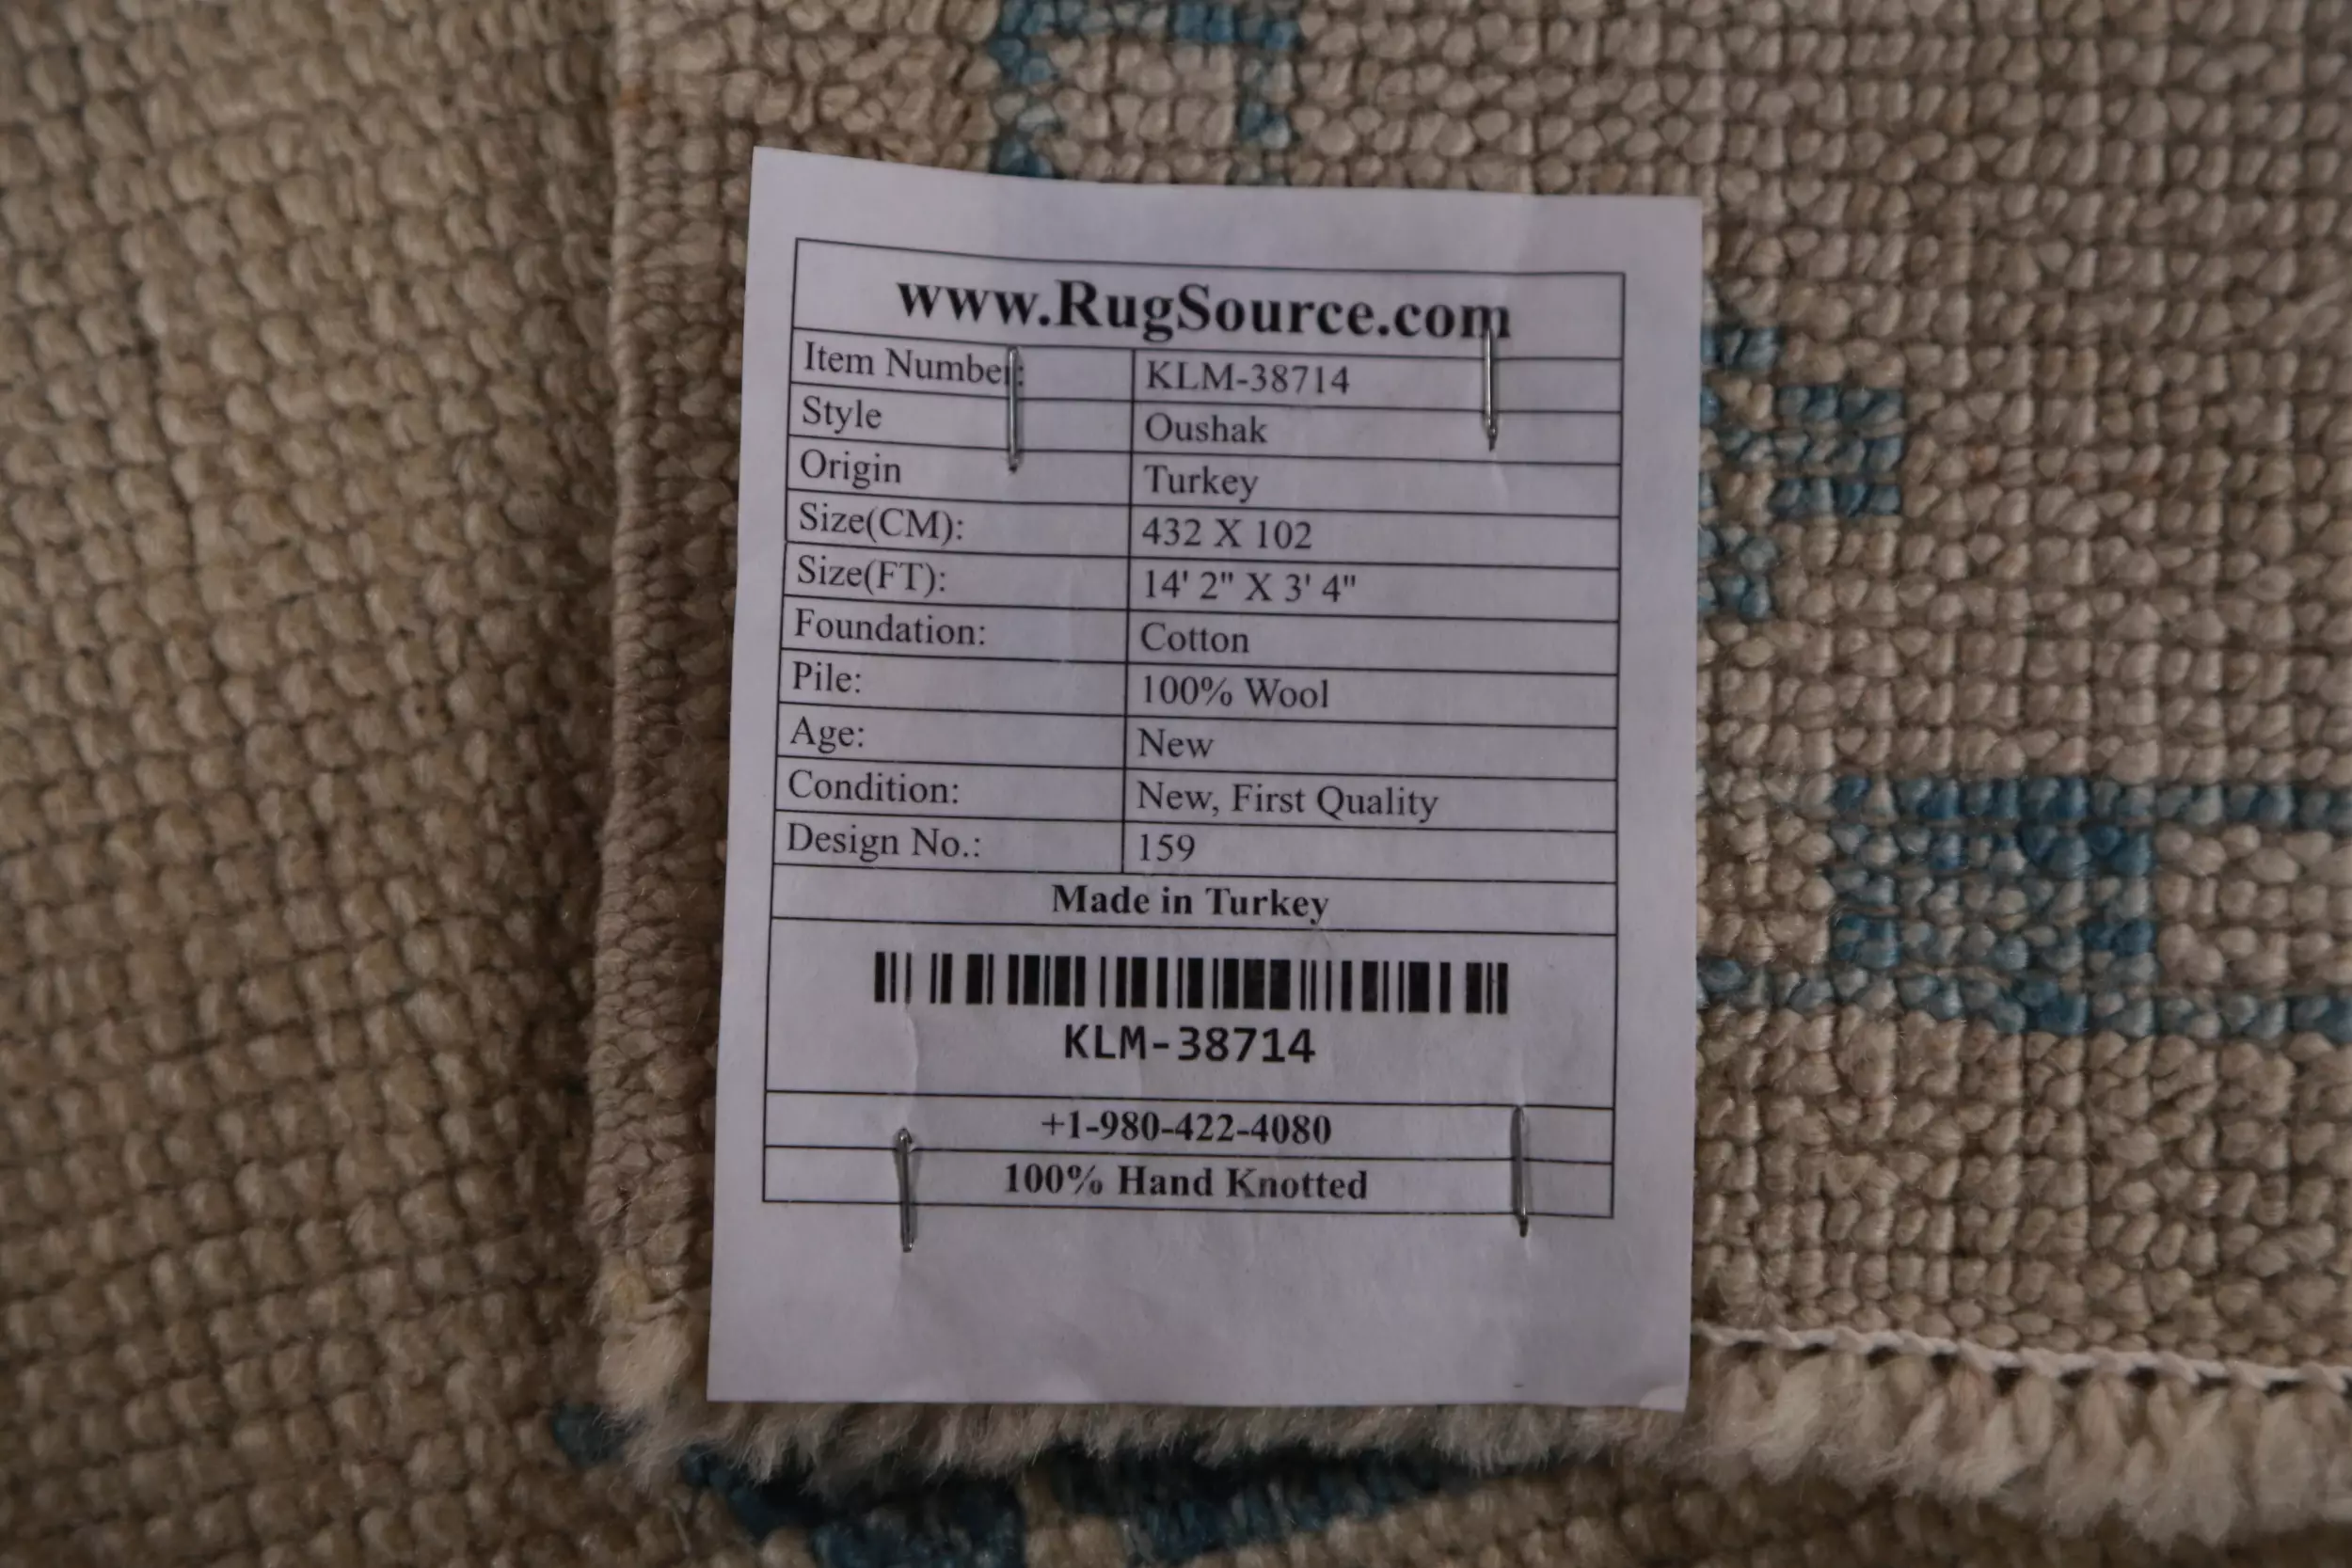 www.RugSource.com
Item Number: KLM-38714
Style Oushak
Origin Turkey
Size(CM): 432 X 102
Size(FT): 14' 2" X 3' 4"
Foundation: Cotton
Pile: 100% Wool
Age: New
Condition: New, First Quality
Design No.: 159
Made in Turkey
KLM-38714
+1-980-422-4080
100% Hand Knotted